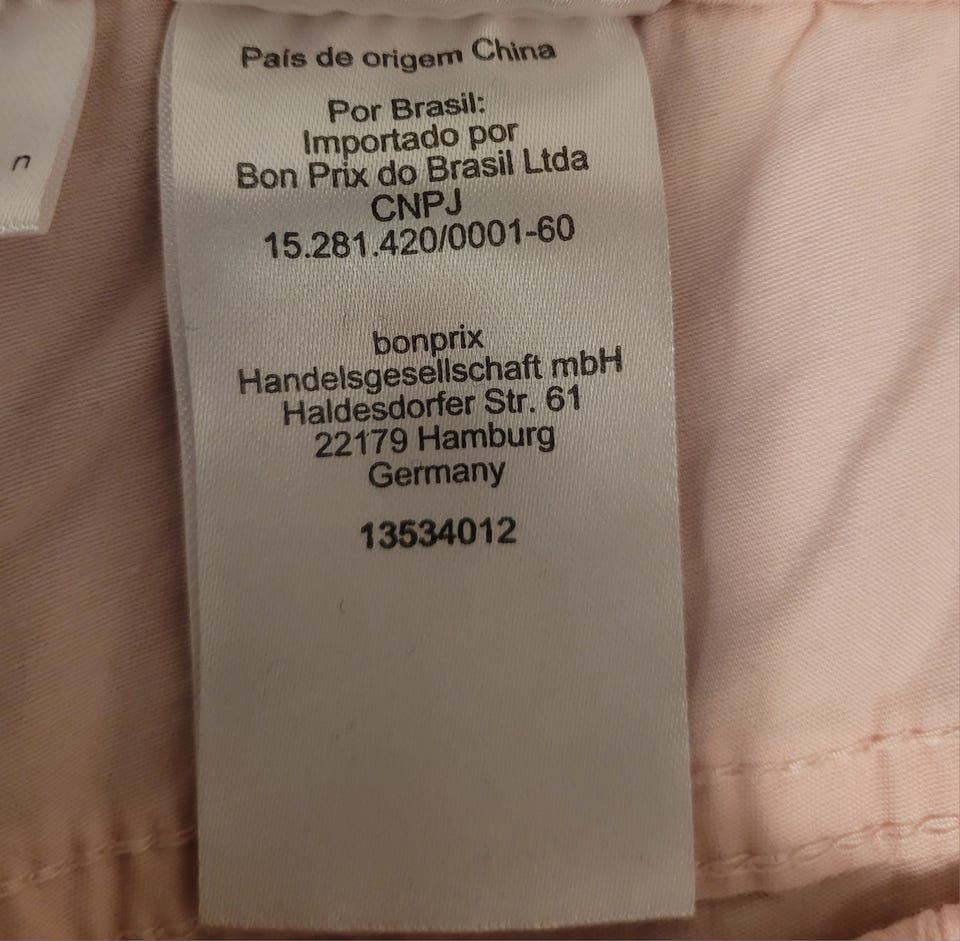 País de origem China
Por Brasil:
Importado por
Bon Prix do Brasil Ltda
CNPJ
15.281.420/0001-60
bonprix
Handelsgesellschaft mbH
Haldesdorfer Str. 61
22179 Hamburg
Germany
13534012
n